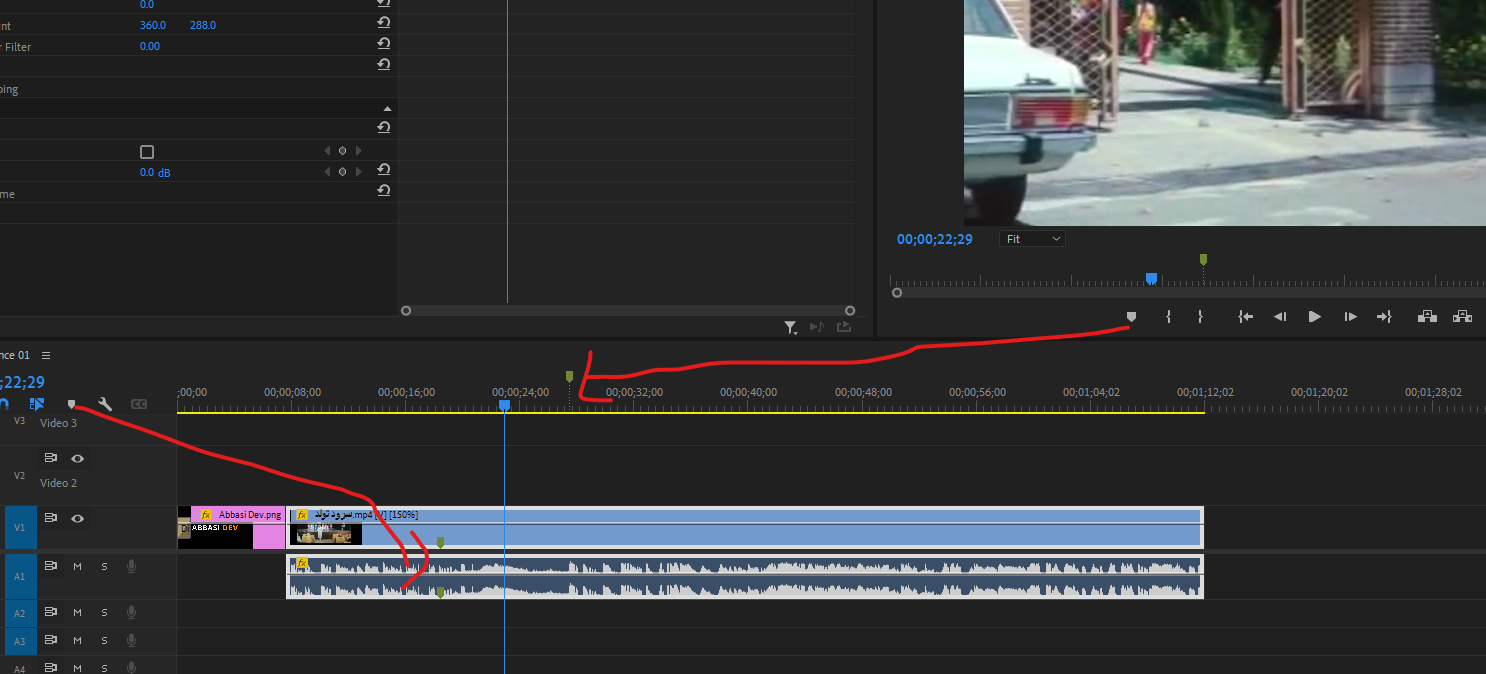 0.0
nt 360.0 288.0
r Filter 0.00
ping
0.0 dB
me
00;00;22;29 Fit
nce 01
;22;29
;00;00 00;00;08;00 00;00;16;00 00;00;24;00 00;00;32;00 00;00;40;00 00;00;48;00 00;00;56;00 00;01;04;02 00;01;12;02 00;01;20;02 00;01;28;02
CC
V3 Video 3
V2
Video 2
V1 fx Abbasi Dev.png fx سرود تولد.mp4 [V] [150%]
ABBASI DEV
A1 M S fx
A2 M S
A3 M S
A4 M S